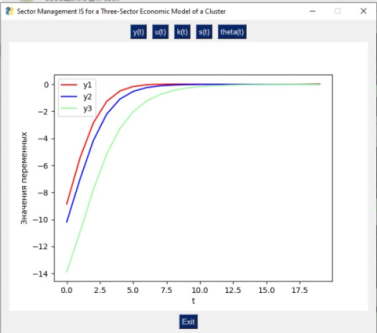 Sector Management IS for a Three-Sector Economic Model of a Cluster
y(t) u(t) k(t) s(t) theta(t)
y1
y2
y3
Значения переменных
0
−2
−4
−6
−8
−10
−12
−14
0.0 2.5 5.0 7.5 10.0 12.5 15.0 17.5
t
Exit